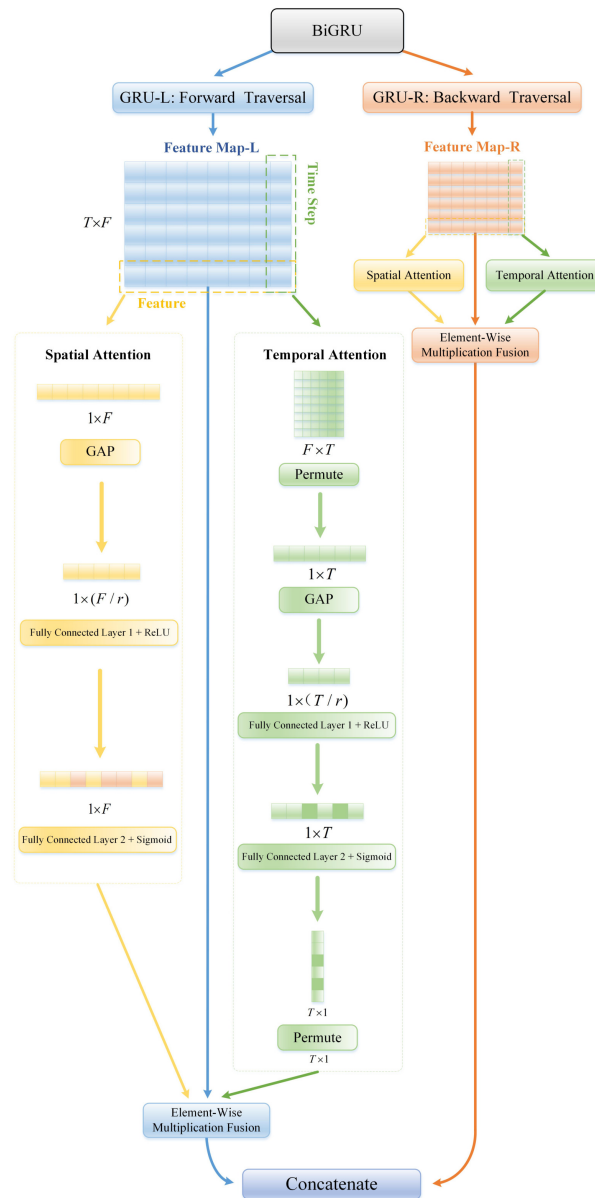 BiGRU
GRU-L: Forward Traversal
GRU-R: Backward Traversal
Feature Map-L
Feature Map-R
Time Step
T×F
Feature
Spatial Attention
Temporal Attention
Element-Wise
Multiplication Fusion
Spatial Attention
1×F
GAP
1×(F/r)
Fully Connected Layer 1 + ReLU
1×F
Fully Connected Layer 2 + Sigmoid
Temporal Attention
F×T
Permute
1×T
GAP
1×(T/r)
Fully Connected Layer 1 + ReLU
1×T
Fully Connected Layer 2 + Sigmoid
T×1
Permute
T×1
Element-Wise
Multiplication Fusion
Concatenate